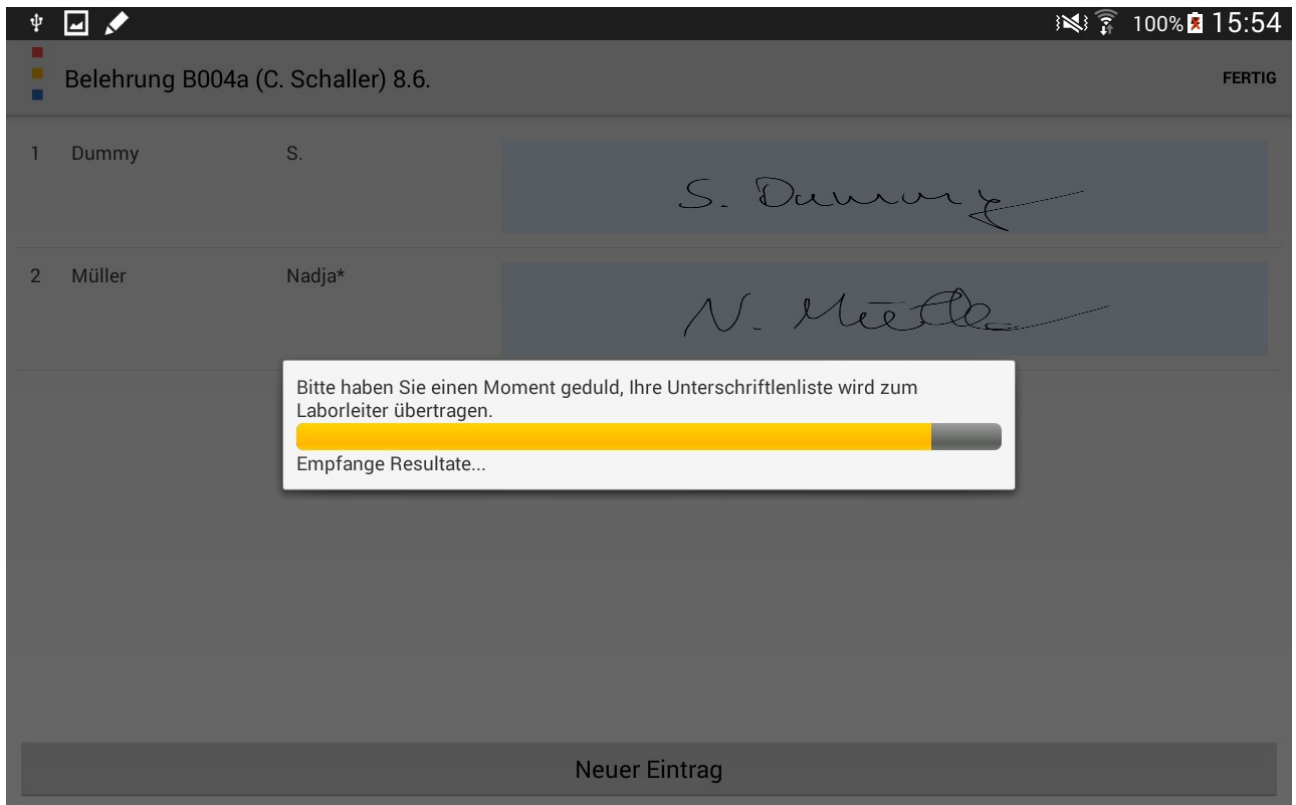 100% 15:54
Belehrung B004a (C. Schaller) 8.6. FERTIG
1 Dummy S. S. Dummy
2 Müller Nadja* N. Müller
Bitte haben Sie einen Moment geduld, Ihre Unterschriftlenliste wird zum
Laborleiter übertragen.
Empfange Resultate...
Neuer Eintrag